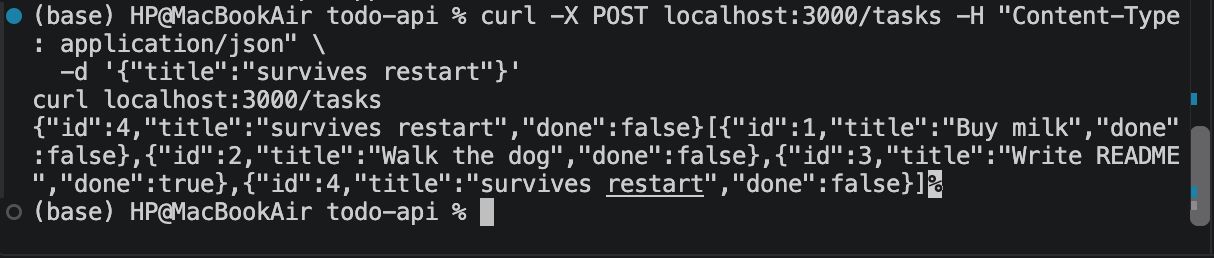 (base) HP@MacBookAir todo-api % curl -X POST localhost:3000/tasks -H "Content-Type
: application/json" \
  -d '{"title":"survives restart"}'
curl localhost:3000/tasks
{"id":4,"title":"survives restart","done":false}[{"id":1,"title":"Buy milk","done"
:false},{"id":2,"title":"Walk the dog","done":false},{"id":3,"title":"Write README
","done":true},{"id":4,"title":"survives restart","done":false}]%
(base) HP@MacBookAir todo-api %